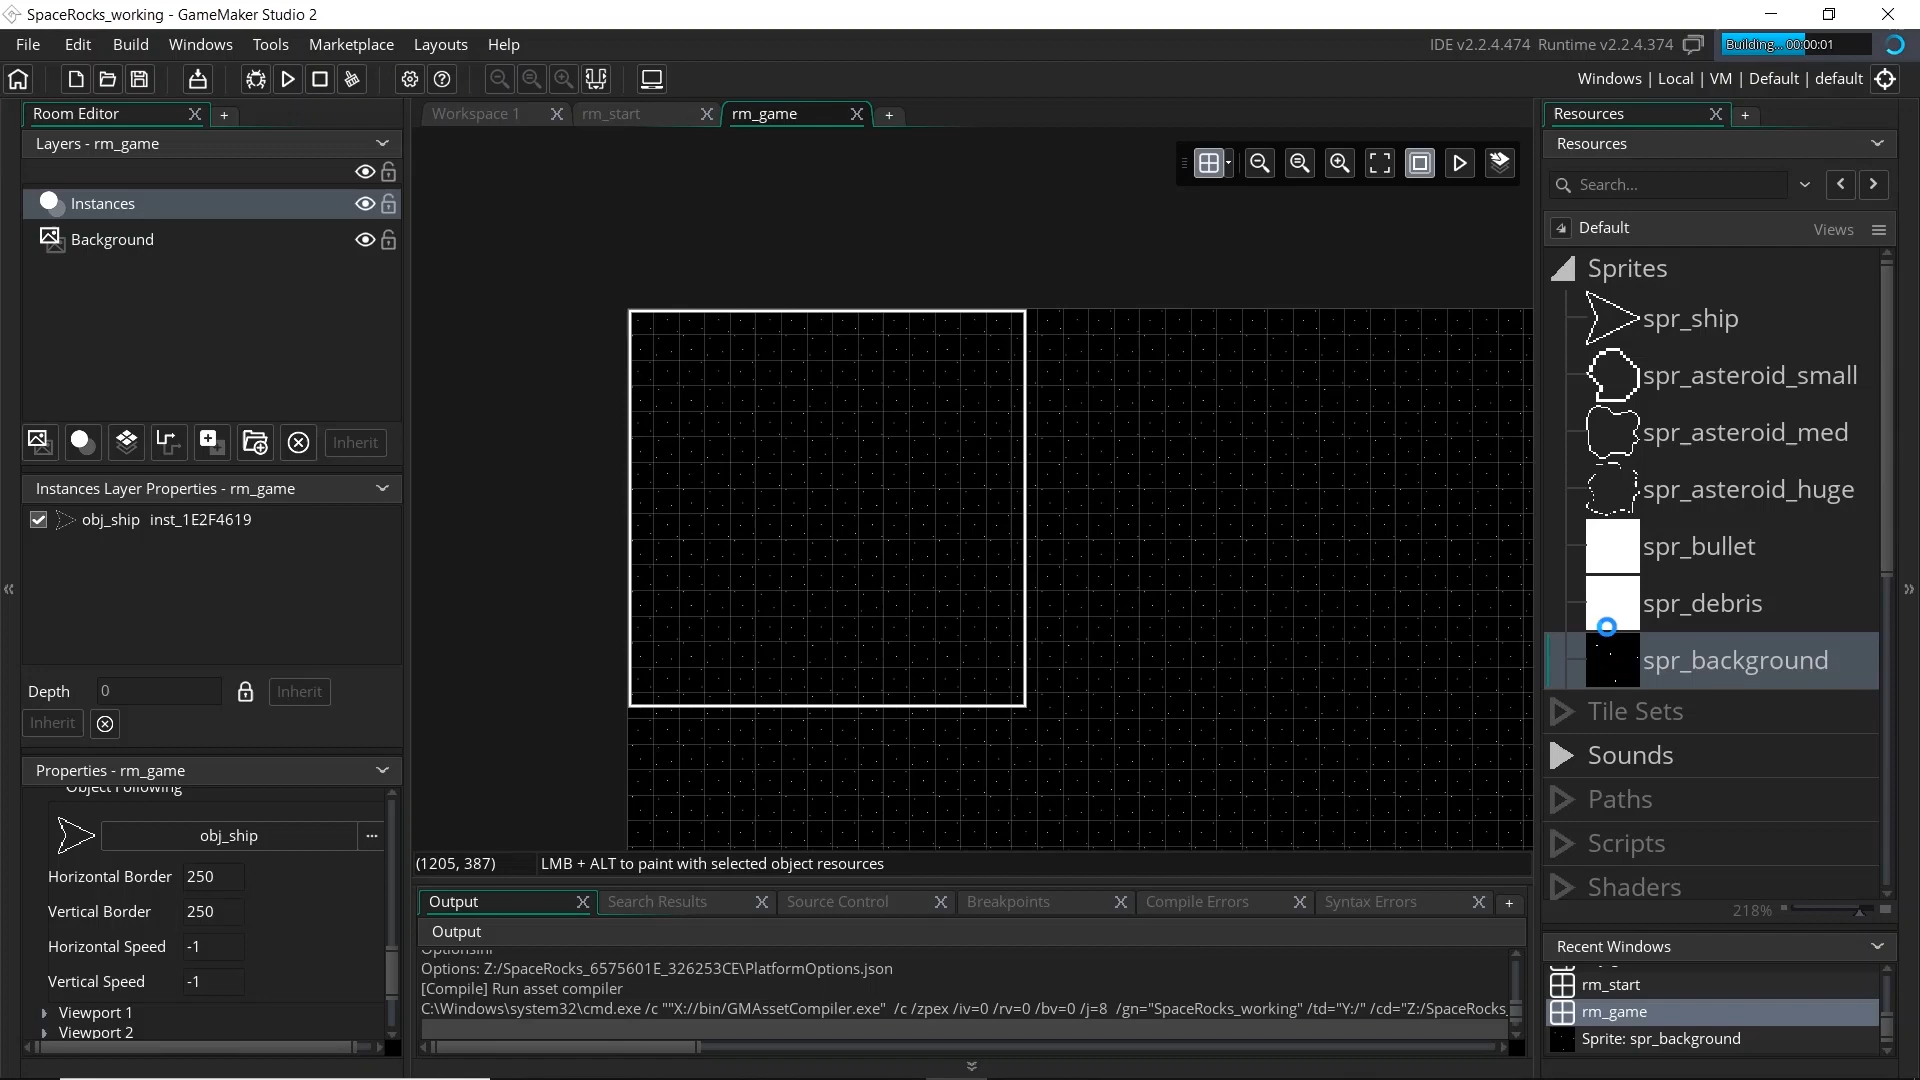 SpaceRocks_working - GameMaker Studio 2
File Edit Build Windows Tools Marketplace Layouts Help
IDE v2.2.4.474 Runtime v2.2.4.374
Building... 00:00:01
Windows | Local | VM | Default | default
Room Editor
Layers - rm_game
Instances
Background
Inherit
Instances Layer Properties - rm_game
obj_ship inst_1E2F4619
Depth 0 Inherit
Inherit
Properties - rm_game
Object Following
obj_ship
Horizontal Border 250
Vertical Border 250
Horizontal Speed -1
Vertical Speed -1
Viewport 1
Viewport 2
Workspace 1 rm_start rm_game
(1205, 387) LMB + ALT to paint with selected object resources
Output Search Results Source Control Breakpoints Compile Errors Syntax Errors
Output
OptionsIni
Options: Z:/SpaceRocks_6575601E_326253CE\PlatformOptions.json
[Compile] Run asset compiler
C:\Windows\system32\cmd.exe /c ""X://bin/GMAssetCompiler.exe" /c /zpex /iv=0 /rv=0 /bv=0 /j=8 /gn="SpaceRocks_working" /td="Y:/" /cd="Z:/SpaceRocks_
Resources
Resources
Search...
Default Views
Sprites
spr_ship
spr_asteroid_small
spr_asteroid_med
spr_asteroid_huge
spr_bullet
spr_debris
spr_background
Tile Sets
Sounds
Paths
Scripts
Shaders
218%
Recent Windows
rm_start
rm_game
Sprite: spr_background